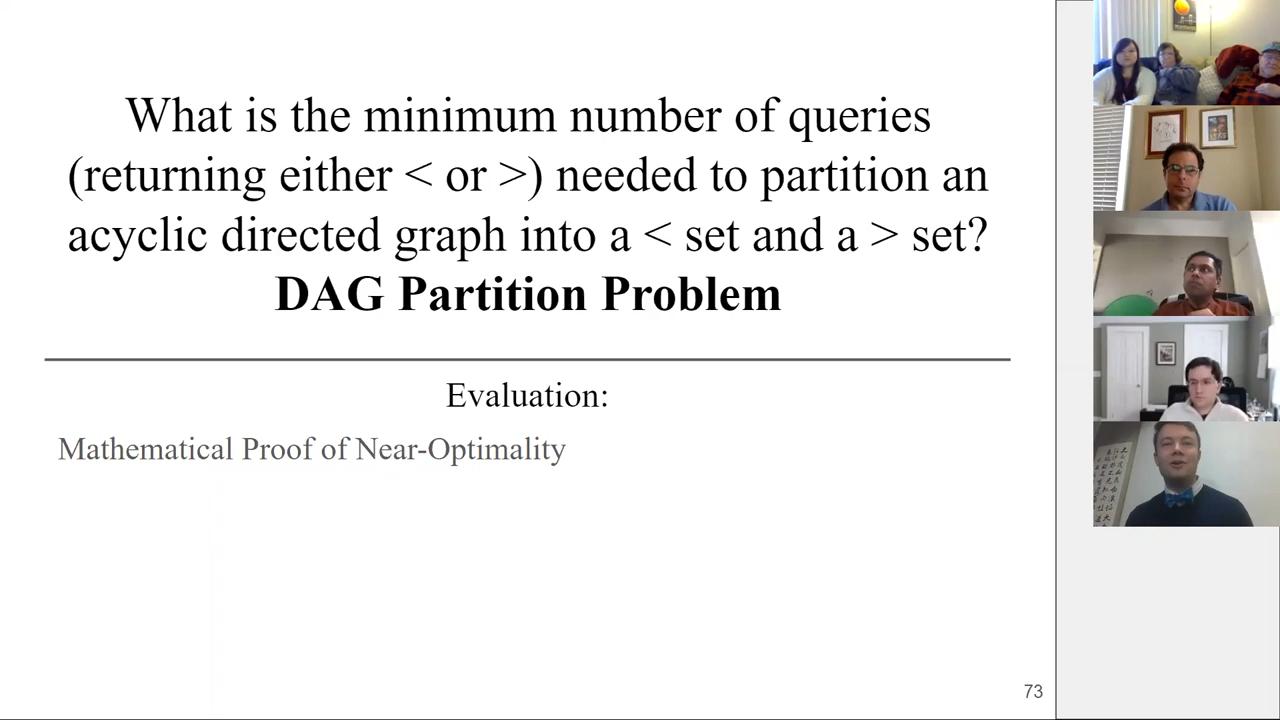 What is the minimum number of queries
(returning either < or >) needed to partition an
acyclic directed graph into a < set and a > set?
DAG Partition Problem
Evaluation:
Mathematical Proof of Near-Optimality
73